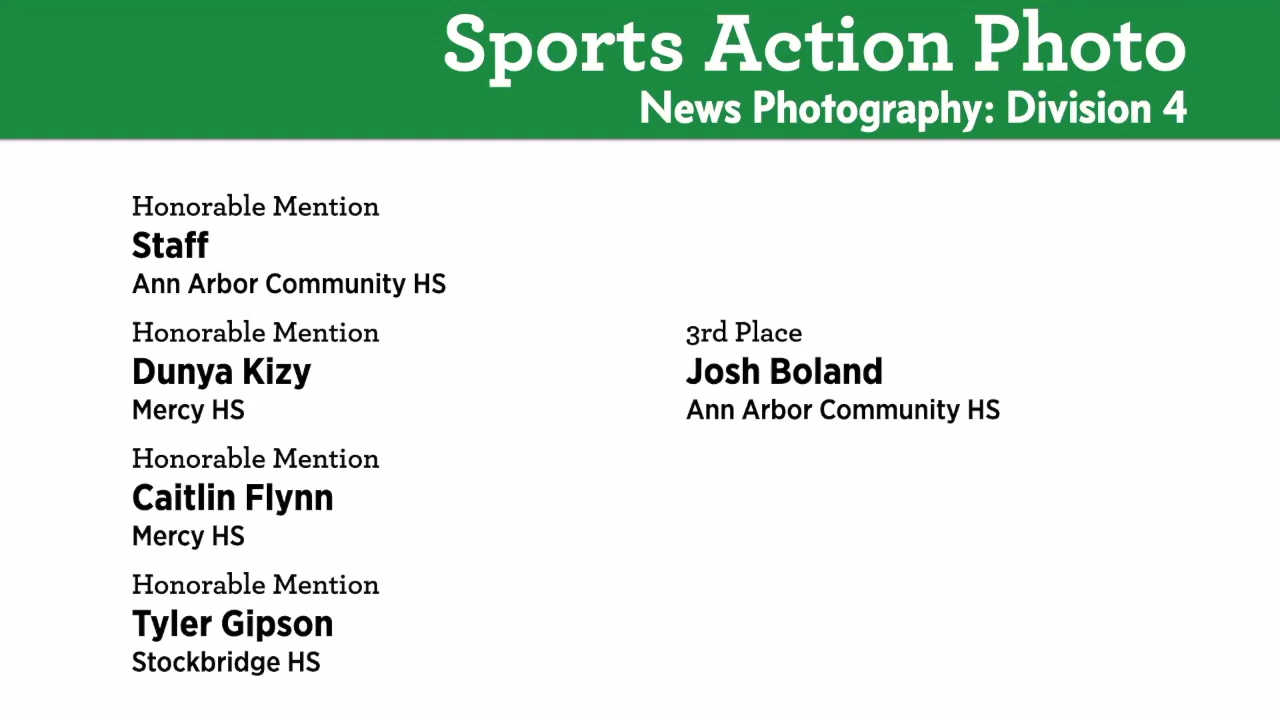 Sports Action Photo
News Photography: Division 4
Honorable Mention
Staff
Ann Arbor Community HS
Honorable Mention
Dunya Kizy
Mercy HS
Honorable Mention
Caitlin Flynn
Mercy HS
Honorable Mention
Tyler Gipson
Stockbridge HS
3rd Place
Josh Boland
Ann Arbor Community HS